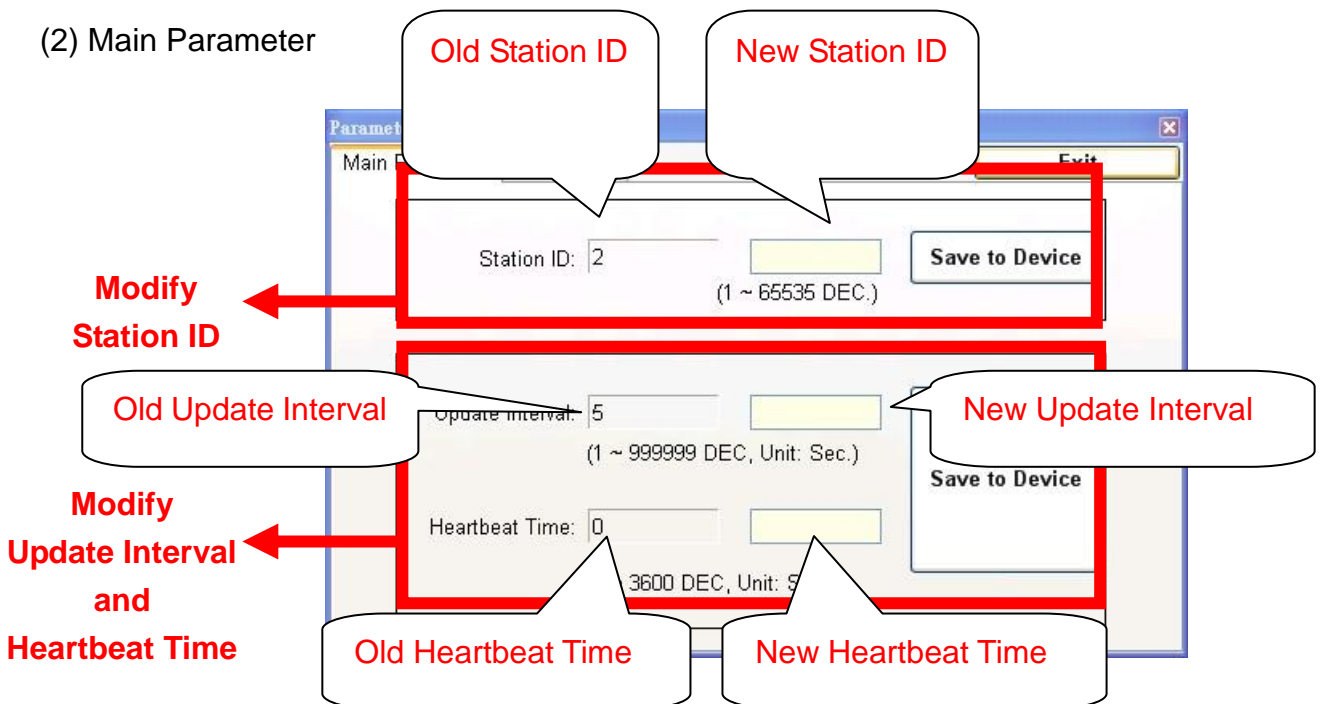 (2) Main Parameter
Old Station ID
New Station ID
Main
Station ID: 2
Save to Device
(1 ~ 65535 DEC.)
Modify
Station ID
Old Update Interval
Update Interval: 5
New Update Interval
(1 ~ 999999 DEC, Unit: Sec.)
Save to Device
Modify
Update Interval
and
Heartbeat Time
Heartbeat Time: 0
3600 DEC, Unit:
Old Heartbeat Time
New Heartbeat Time
Exit